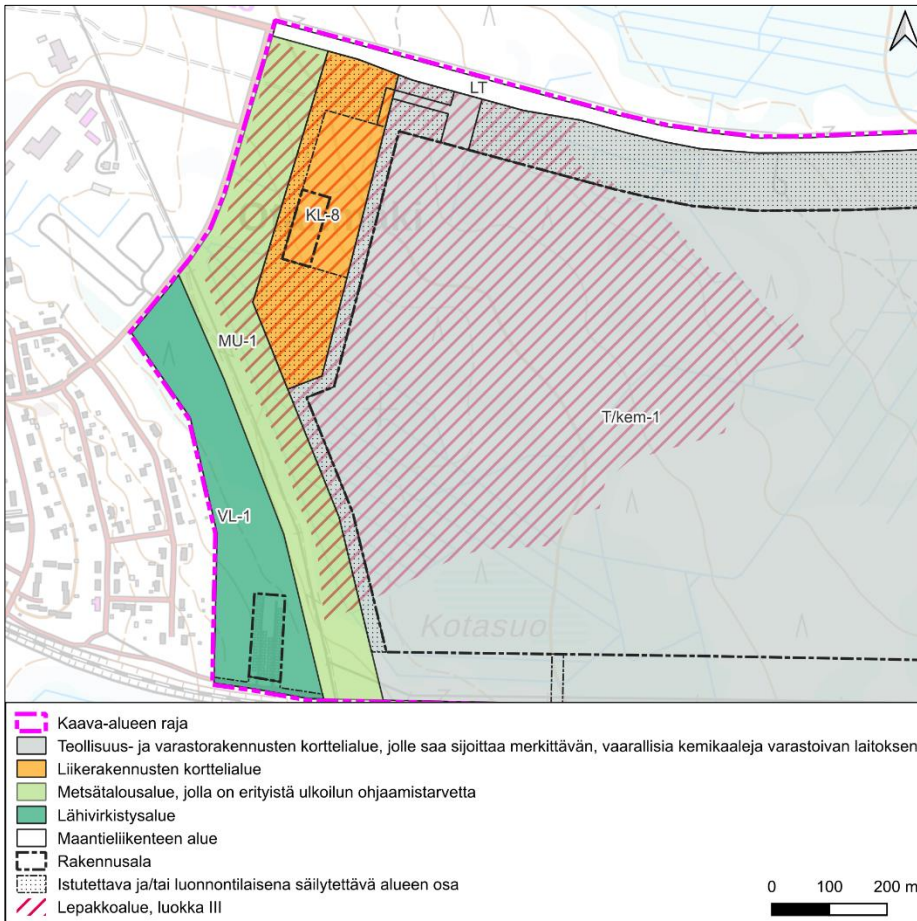 LT
KL-8
MU-1
T/kem-1
VL-1
Kotasuo
Kaava-alueen raja
Teollisuus- ja varastorakennusten korttelialue, jolle saa sijoittaa merkittävän, vaarallisia kemikaaleja varastoivan laitoksen
Liikerakennusten korttelialue
Metsätalousalue, jolla on erityistä ulkoilun ohjaamistarvetta
Lähivirkistysalue
Maantieliikenteen alue
Rakennusala
Istutettava ja/tai luonnontilaisena säilytettävä alueen osa
Lepakkoalue, luokka III
0 100 200 m